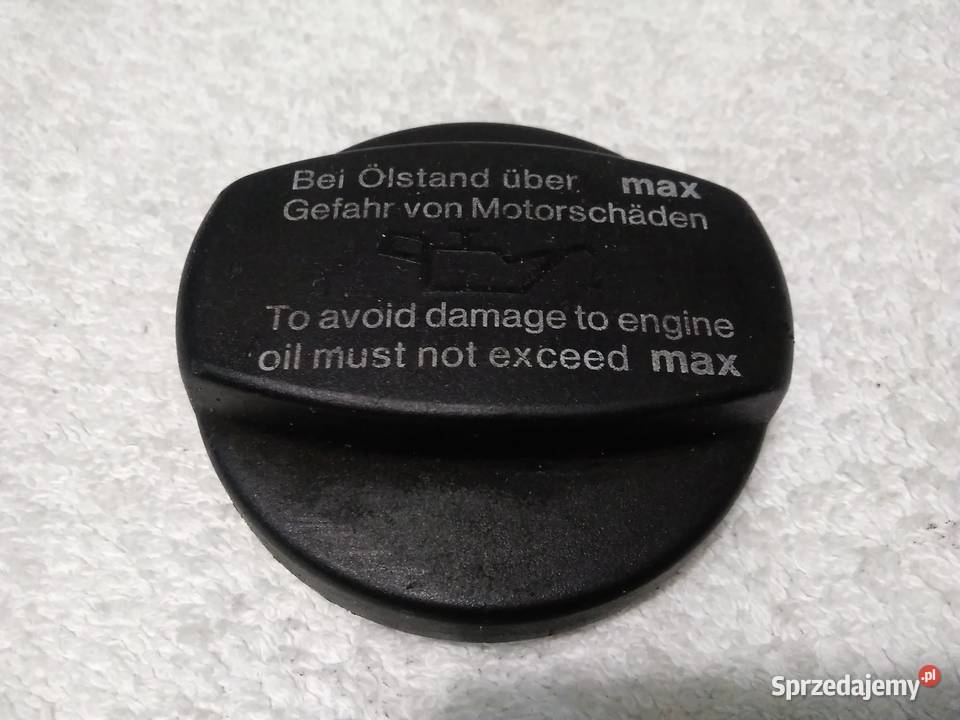 Bei Ölstand über max
Gefahr von Motorschäden
To avoid damage to engine
oil must not exceed max
Sprzedajemy.pl